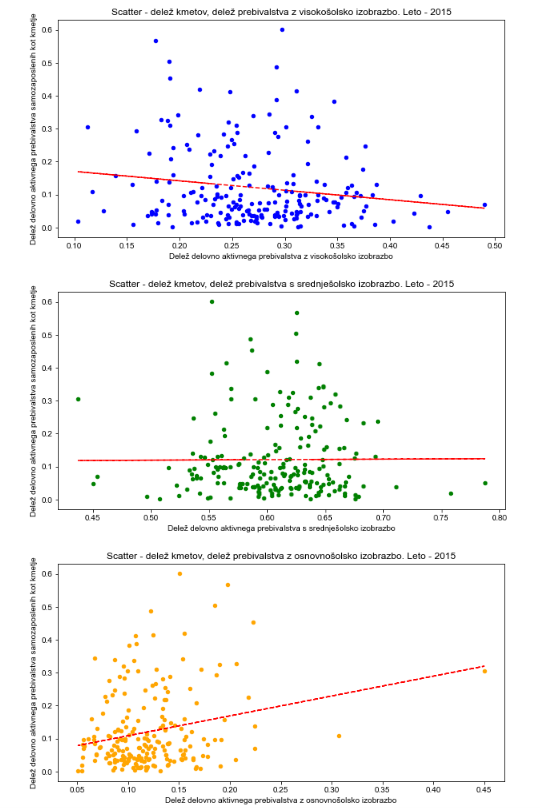 Scatter - delež kmetov, delež prebivalstva z visokošolsko izobrazbo. Leto - 2015
Delež delovno aktivnega prebivalstva samozaposlenih kot kmetje
0.6
0.5
0.4
0.3
0.2
0.1
0.0
0.10 0.15 0.20 0.25 0.30 0.35 0.40 0.45 0.50
Delež delovno aktivnega prebivalstva z visokošolsko izobrazbo
Scatter - delež kmetov, delež prebivalstva s srednješolsko izobrazbo. Leto - 2015
Delež delovno aktivnega prebivalstva samozaposlenih kot kmetje
0.6
0.5
0.4
0.3
0.2
0.1
0.0
0.45 0.50 0.55 0.60 0.65 0.70 0.75 0.80
Delež delovno aktivnega prebivalstva s srednješolsko izobrazbo
Scatter - delež kmetov, delež prebivalstva z osnovnošolsko izobrazbo. Leto - 2015
Delež delovno aktivnega prebivalstva samozaposlenih kot kmetje
0.6
0.5
0.4
0.3
0.2
0.1
0.0
0.05 0.10 0.15 0.20 0.25 0.30 0.35 0.40 0.45
Delež delovno aktivnega prebivalstva z osnovnošolsko izobrazbo